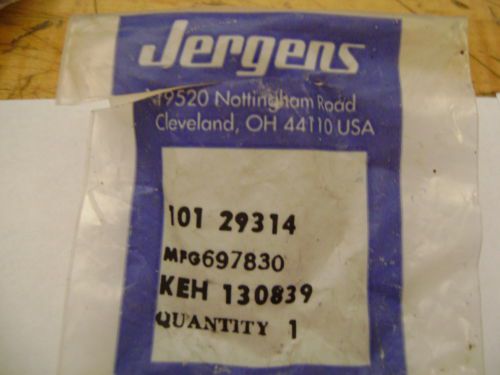 Jergens
19520 Nottingham Road
Cleveland, OH 44110 USA
101 29314
MFG697830
KEH 130839
QUANTITY 1